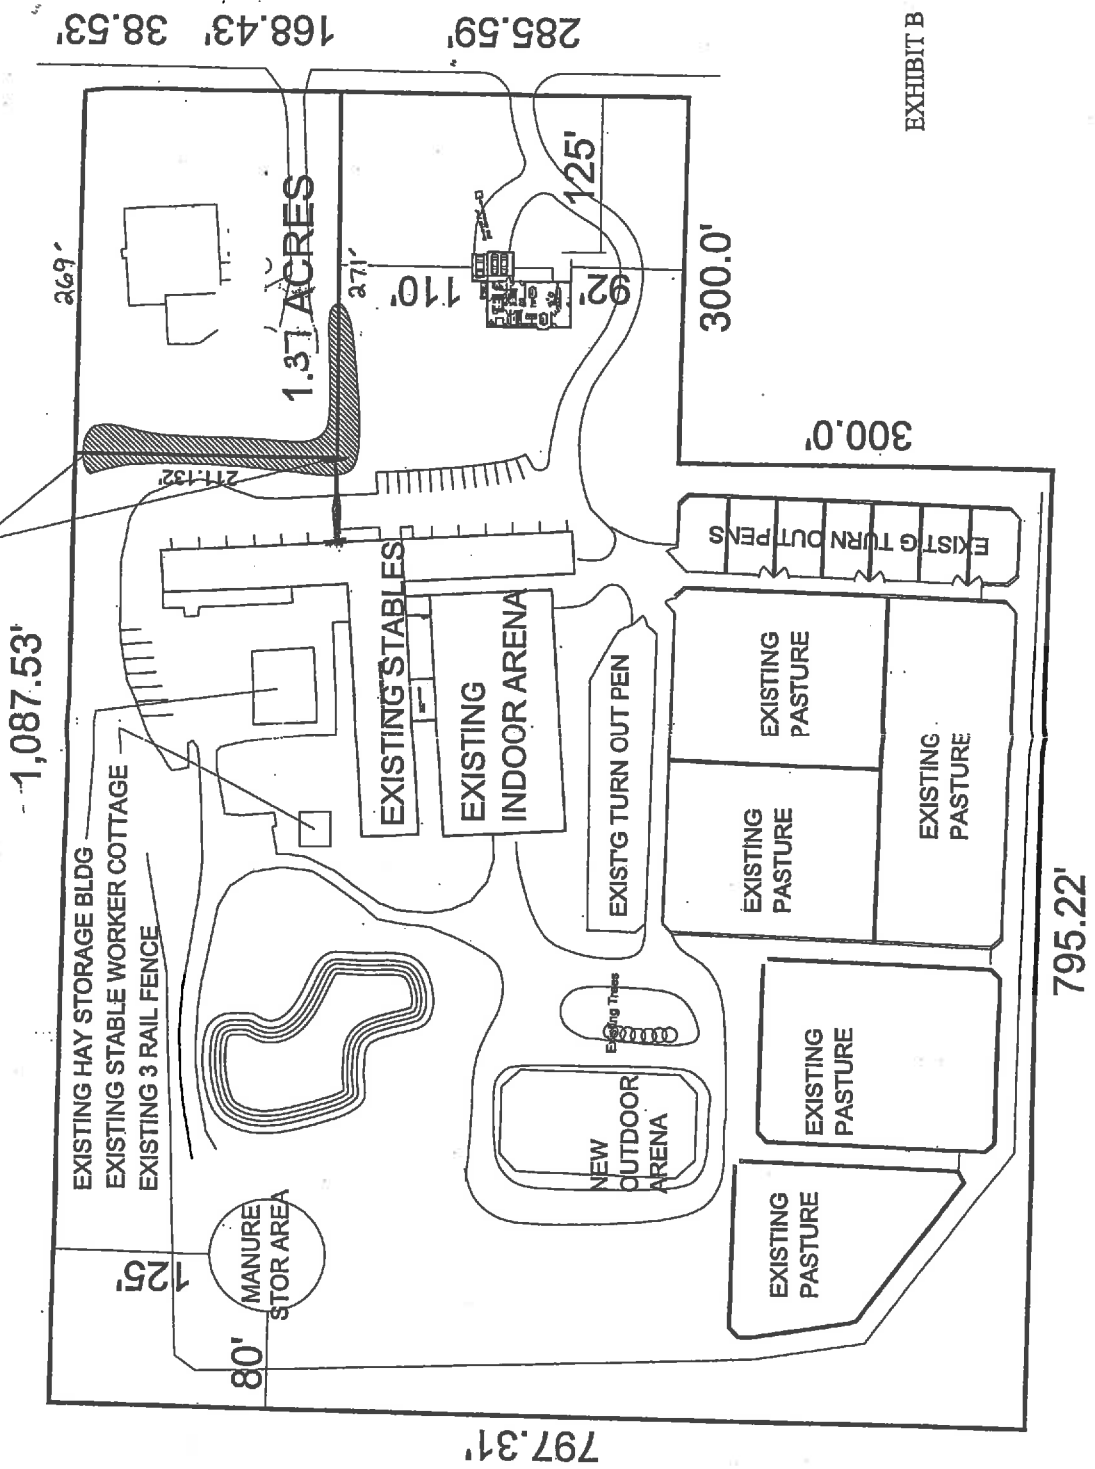 38.53'
168.43'
285.59'
EXHIBIT B
269'
1.37 ACRES
271'
110'
125'
92'
300.0'
300.0'
211.132'
1,087.53'
EXISTING HAY STORAGE BLDG
EXISTING STABLE WORKER COTTAGE
EXISTING 3 RAIL FENCE
EXISTING STABLES
EXISTING
INDOOR ARENA
EXIST'G TURN OUT PEN
EXIST'G TURN OUT PENS
EXISTING
PASTURE
EXISTING
PASTURE
EXISTING
PASTURE
EXISTING
PASTURE
EXISTING
PASTURE
Existing Trees
NEW
OUTDOOR
ARENA
MANURE
STOR AREA
125'
80'
795.22'
797.31'